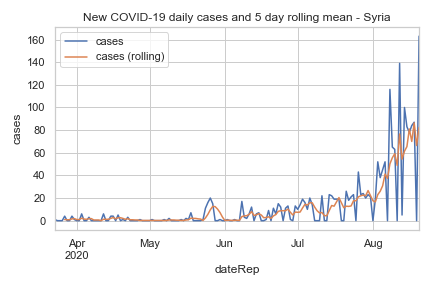 New COVID-19 daily cases and 5 day rolling mean - Syria
cases
cases (rolling)
160
140
120
100
80
60
40
20
0
cases
Apr
2020
May
Jun
Jul
Aug
dateRep